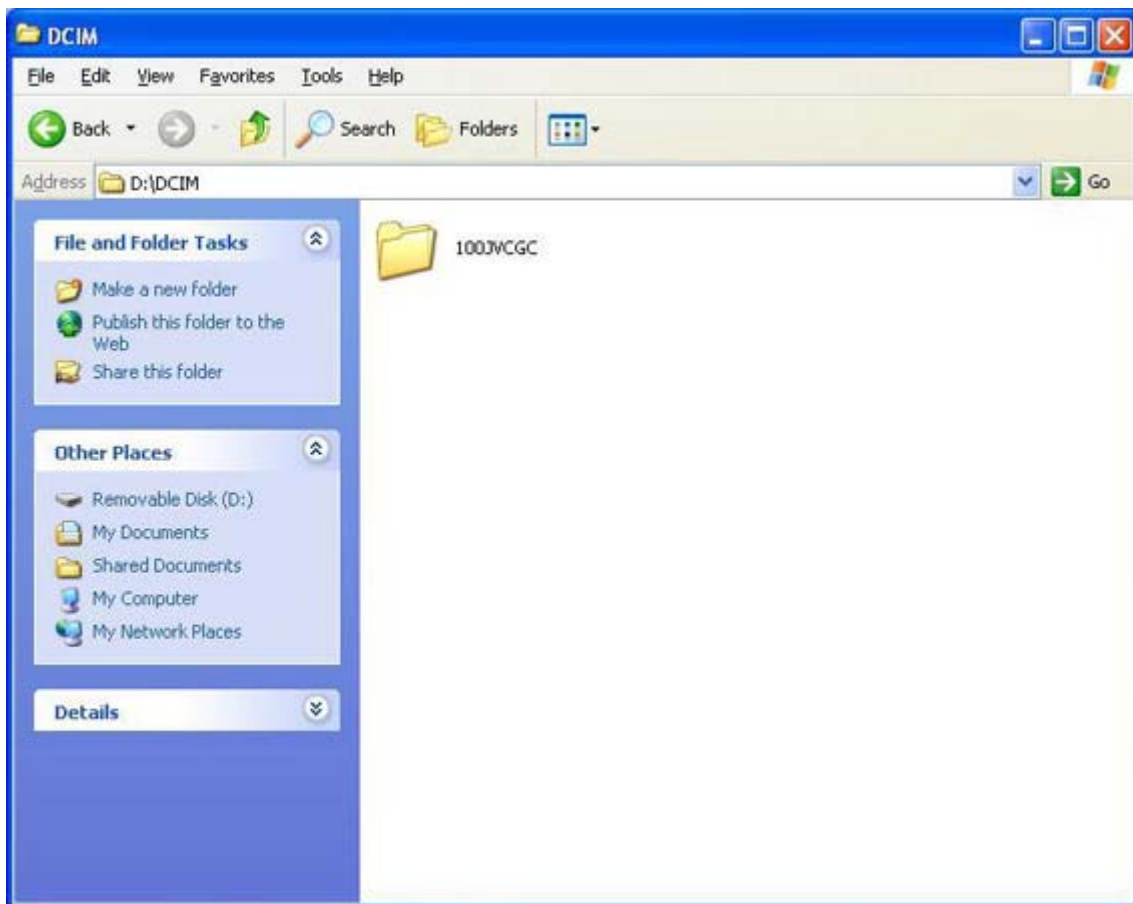 DCIM
File Edit View Favorites Tools Help
Back Search Folders
Address D:\DCIM Go
File and Folder Tasks
Make a new folder
Publish this folder to the
Web
Share this folder
Other Places
Removable Disk (D:)
My Documents
Shared Documents
My Computer
My Network Places
Details
100JVCGC